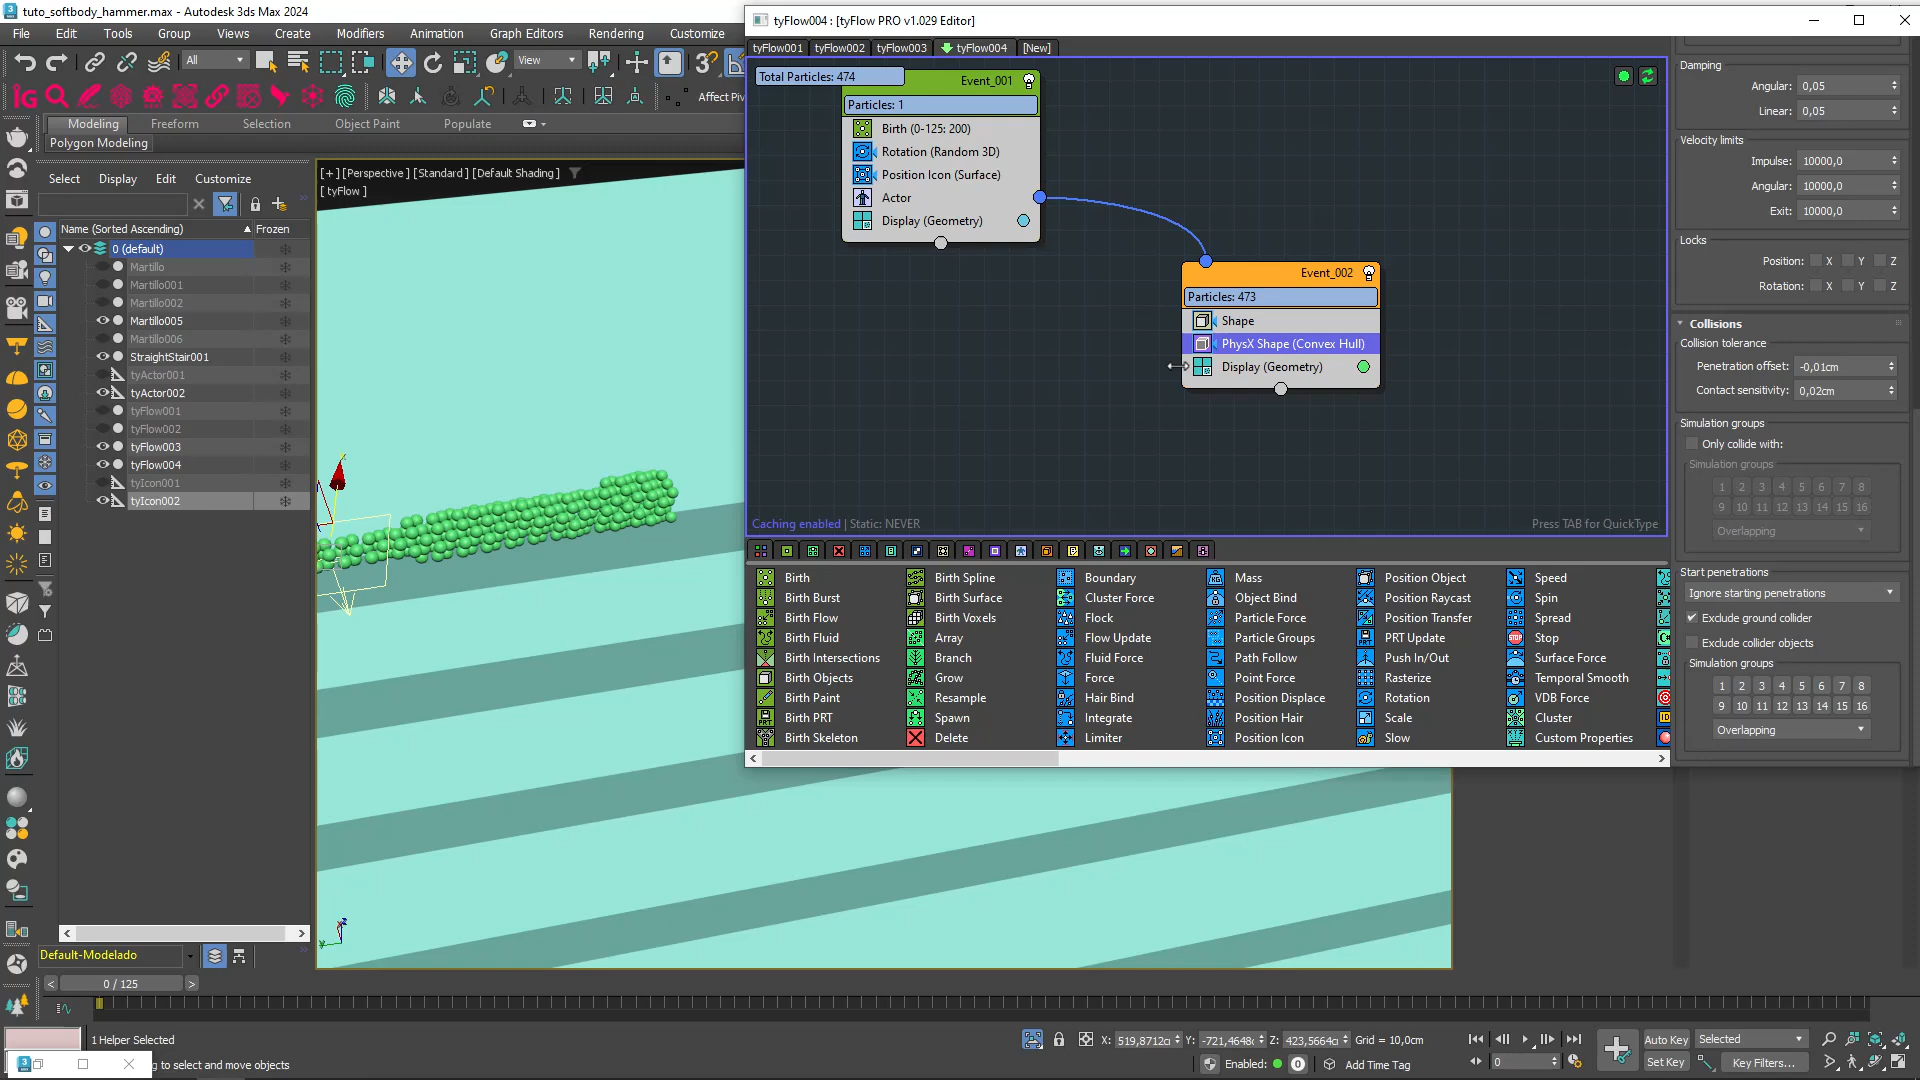 tuto_softbody_hammer.max - Autodesk 3ds Max 2024
File Edit Tools Group Views Create Modifiers Animation Graph Editors Rendering Customize
All
View
Affect Piv
Modeling Freeform Selection Object Paint Populate
Polygon Modeling
Select Display Edit Customize
Name (Sorted Ascending) Frozen
0 (default)
Martillo
Martillo001
Martillo002
Martillo005
Martillo006
StraightStair001
tyActor001
tyActor002
tyFlow001
tyFlow002
tyFlow003
tyFlow004
tyIcon001
tyIcon002
[+] [Perspective ] [Standard ] [Default Shading ]
[ tyFlow ]
tyFlow004 : [tyFlow PRO v1.029 Editor]
tyFlow001 tyFlow002 tyFlow003 tyFlow004 [New]
Total Particles: 474
Event_001
Particles: 1
Birth (0-125: 200)
Rotation (Random 3D)
Position Icon (Surface)
Actor
Display (Geometry)
Event_002
Particles: 473
Shape
PhysX Shape (Convex Hull)
Display (Geometry)
Caching enabled | Static: NEVER
Press TAB for QuickType
Birth Birth Spline Boundary Mass Position Object Speed
Birth Burst Birth Surface Cluster Force Object Bind Position Raycast Spin
Birth Flow Birth Voxels Flock Particle Force Position Transfer Spread
Birth Fluid Array Flow Update Particle Groups PRT Update Stop
Birth Intersections Branch Fluid Force Path Follow Push In/Out Surface Force
Birth Objects Grow Force Point Force Rasterize Temporal Smooth
Birth Paint Resample Hair Bind Position Displace Rotation VDB Force
Birth PRT Spawn Integrate Position Hair Scale Cluster
Birth Skeleton Delete Limiter Position Icon Slow Custom Properties
Damping
Angular: 0,05
Linear: 0,05
Velocity limits
Impulse: 10000,0
Angular: 10000,0
Exit: 10000,0
Locks
Position: X Y Z
Rotation: X Y Z
Collisions
Collision tolerance
Penetration offset: -0,01cm
Contact sensitivity: 0,02cm
Simulation groups
Only collide with:
Simulation groups
1 2 3 4 5 6 7 8
9 10 11 12 13 14 15 16
Overlapping
Start penetrations
Ignore starting penetrations
Exclude ground collider
Exclude collider objects
Simulation groups
1 2 3 4 5 6 7 8
9 10 11 12 13 14 15 16
Overlapping
Default-Modelado
0 / 125
1 Helper Selected
g to select and move objects
X: 519,8712c Y: -721,4648 Z: 423,5664c Grid = 10,0cm
Enabled: 0 Add Time Tag
0
Auto Key Selected
Set Key Key Filters...